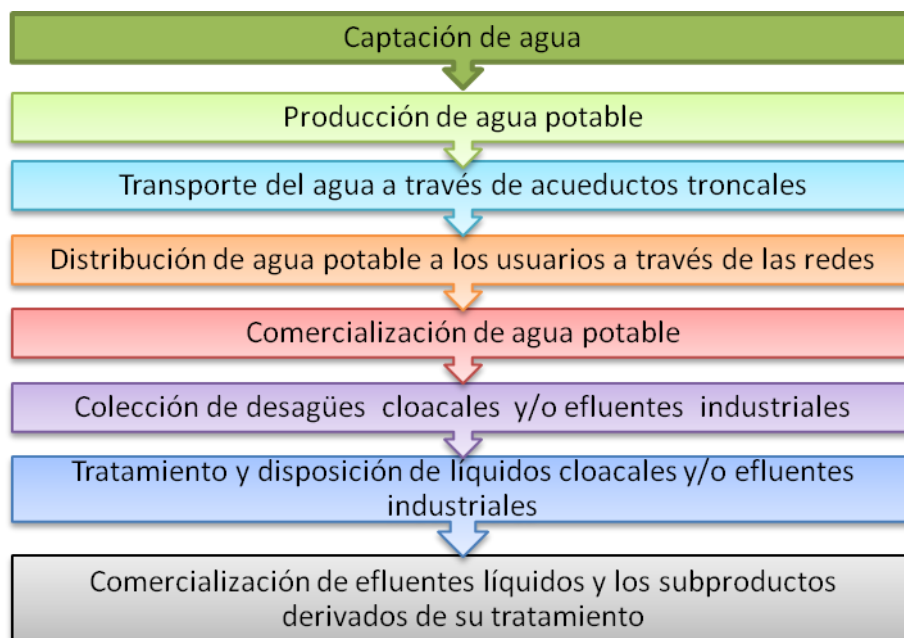 Captación de agua
Producción de agua potable
Transporte del agua a través de acueductos troncales
Distribución de agua potable a los usuarios a través de las redes
Comercialización de agua potable
Colección de desagües cloacales y/o efluentes industriales
Tratamiento y disposición de líquidos cloacales y/o efluentes
industriales
Comercialización de efluentes líquidos y los subproductos
derivados de su tratamiento